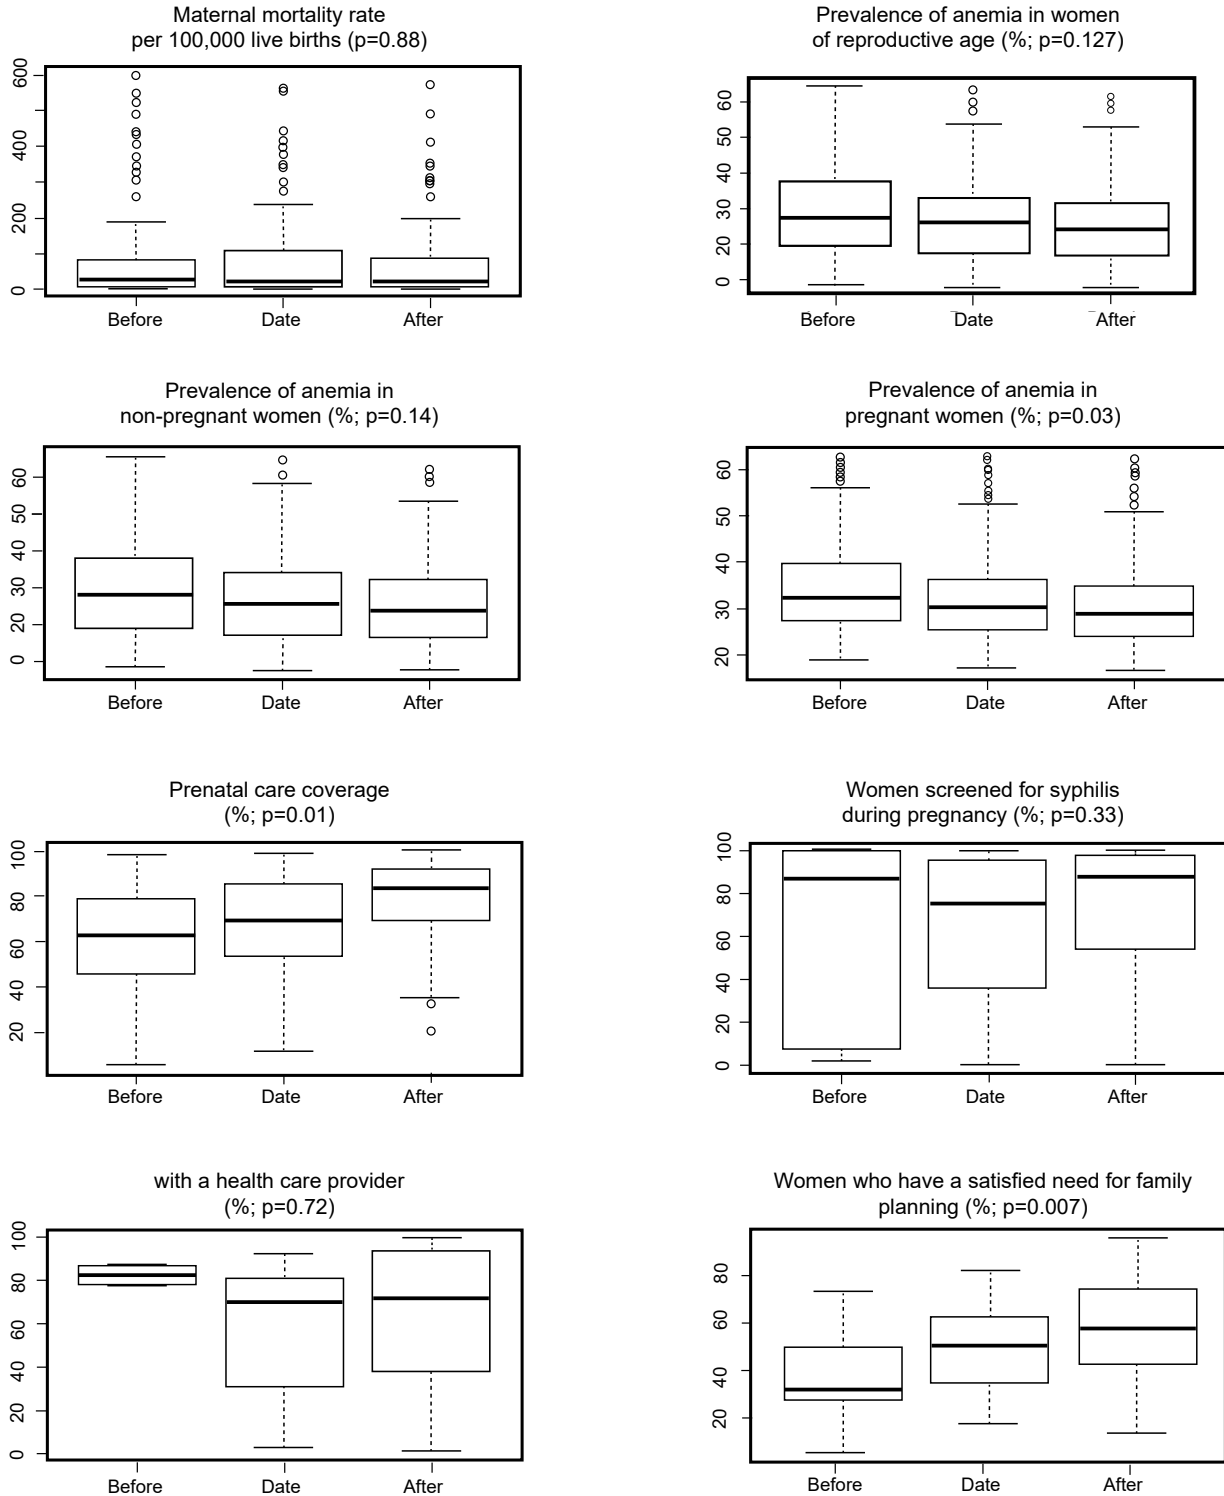 Maternal mortality rate
per 100,000 live births (p=0.88)
600
400
200
0
Before Date After
Prevalence of anemia in women
of reproductive age (%; p=0.127)
60
50
40
30
20
0
Before Date After
Prevalence of anemia in
non-pregnant women (%; p=0.14)
60
50
40
30
20
0
Before Date After
Prevalence of anemia in
pregnant women (%; p=0.03)
60
50
40
30
20
Before Date After
Prenatal care coverage
(%; p=0.01)
100
80
60
40
20
Before Date After
Women screened for syphilis
during pregnancy (%; p=0.33)
100
80
60
40
20
0
Before Date After
with a health care provider
(%; p=0.72)
100
80
60
40
20
0
Before Date After
Women who have a satisfied need for family
planning (%; p=0.007)
80
60
40
20
Before Date After